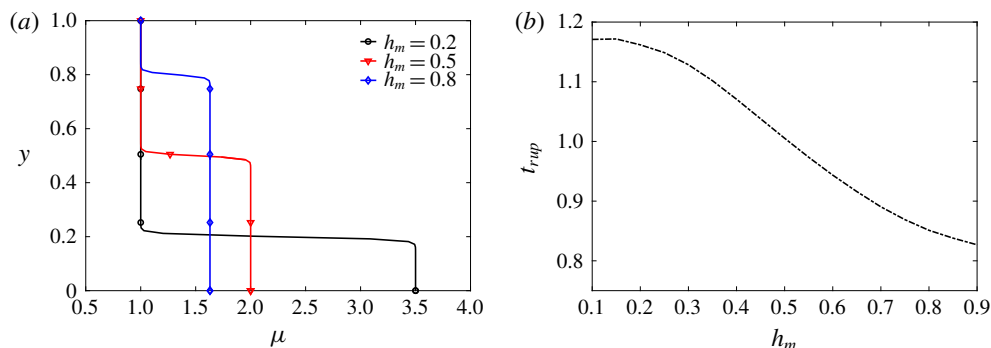 (a)
1.0
0.8
0.6
0.4
0.2
0
y
0.5 1.0 1.5 2.0 2.5 3.0 3.5 4.0
μ
h_m = 0.2
h_m = 0.5
h_m = 0.8
(b)
1.2
1.1
1.0
0.9
0.8
t_rup
0.1 0.2 0.3 0.4 0.5 0.6 0.7 0.8 0.9
h_m